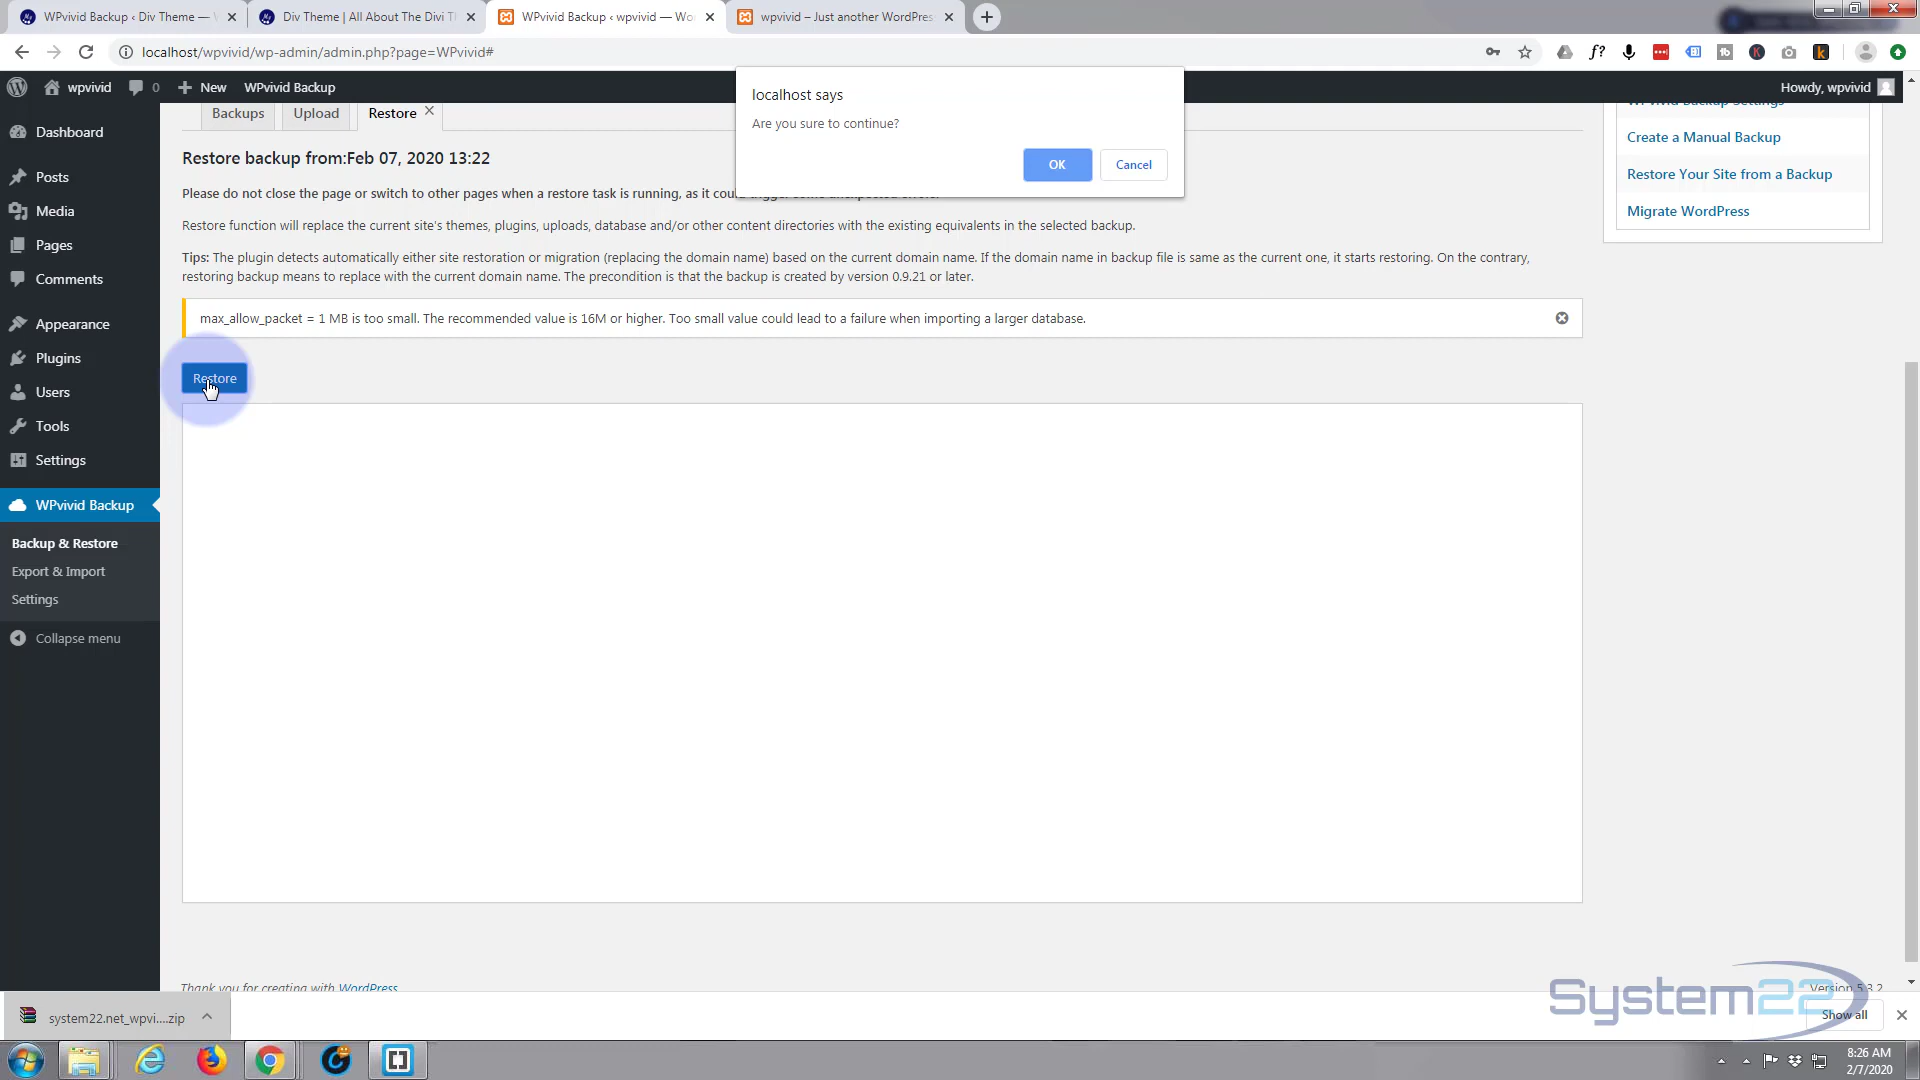 WPvivid Backup ‹ Div Theme —
Div Theme | All About The Divi T
WPvivid Backup ‹ wpvivid — Wo
wpvivid – Just another WordPres
localhost/wpvivid/wp-admin/admin.php?page=WPvivid#
wpvivid
0
New
WPvivid Backup
Howdy, wpvivid
localhost says
Are you sure to continue?
OK
Cancel
Dashboard
Posts
Media
Pages
Comments
Appearance
Plugins
Users
Tools
Settings
WPvivid Backup
Backup & Restore
Export & Import
Settings
Collapse menu
Backups
Upload
Restore
Restore backup from:Feb 07, 2020 13:22
Please do not close the page or switch to other pages when a restore task is running, as it could trigger some unexpected errors.
Restore function will replace the current site's themes, plugins, uploads, database and/or other content directories with the existing equivalents in the selected backup.
Tips: The plugin detects automatically either site restoration or migration (replacing the domain name) based on the current domain name. If the domain name in backup file is same as the current one, it starts restoring. On the contrary,
restoring backup means to replace with the current domain name. The precondition is that the backup is created by version 0.9.21 or later.
max_allow_packet = 1 MB is too small. The recommended value is 16M or higher. Too small value could lead to a failure when importing a larger database.
Restore
WPvivid Backup Settings
Create a Manual Backup
Restore Your Site from a Backup
Migrate WordPress
Thank you for creating with WordPress
Version 5.3.2
System22
system22.net_wpvi....zip
Show all
8:26 AM
2/7/2020